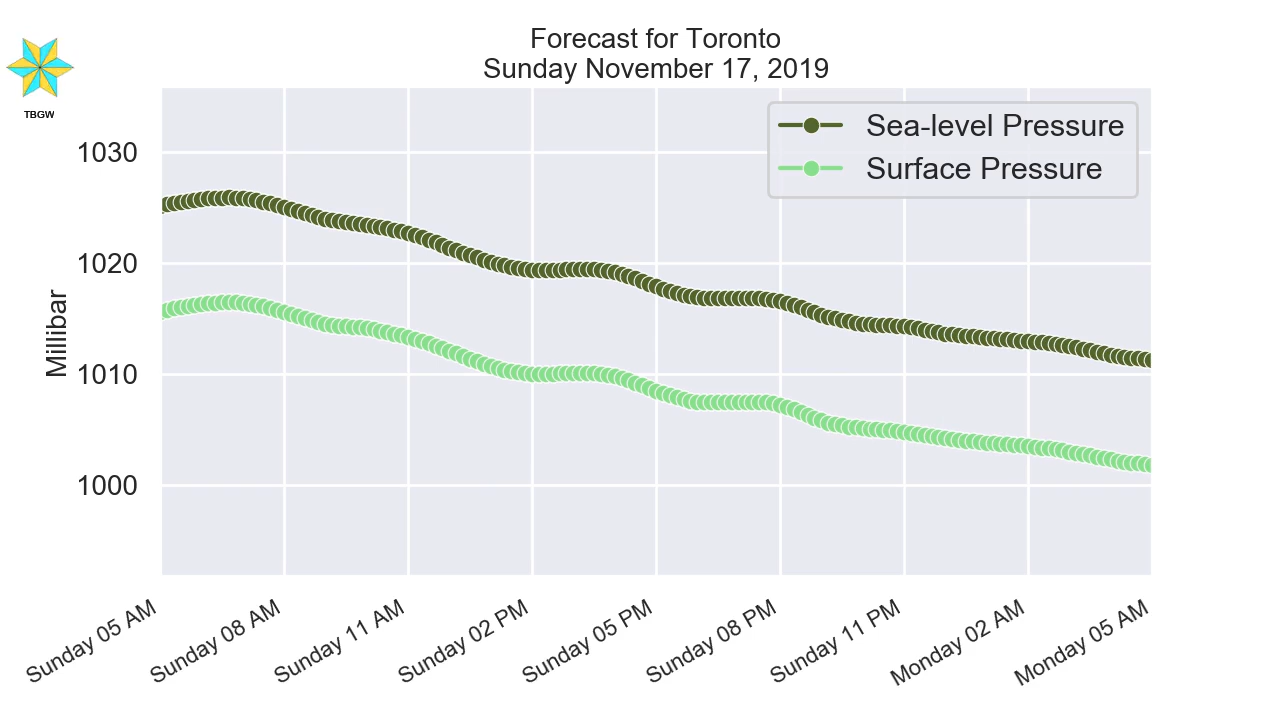 Forecast for Toronto
Sunday November 17, 2019
TBGW
Sea-level Pressure
Surface Pressure
Millibar
1030
1020
1010
1000
Sunday 05 AM
Sunday 08 AM
Sunday 11 AM
Sunday 02 PM
Sunday 05 PM
Sunday 08 PM
Sunday 11 PM
Monday 02 AM
Monday 05 AM